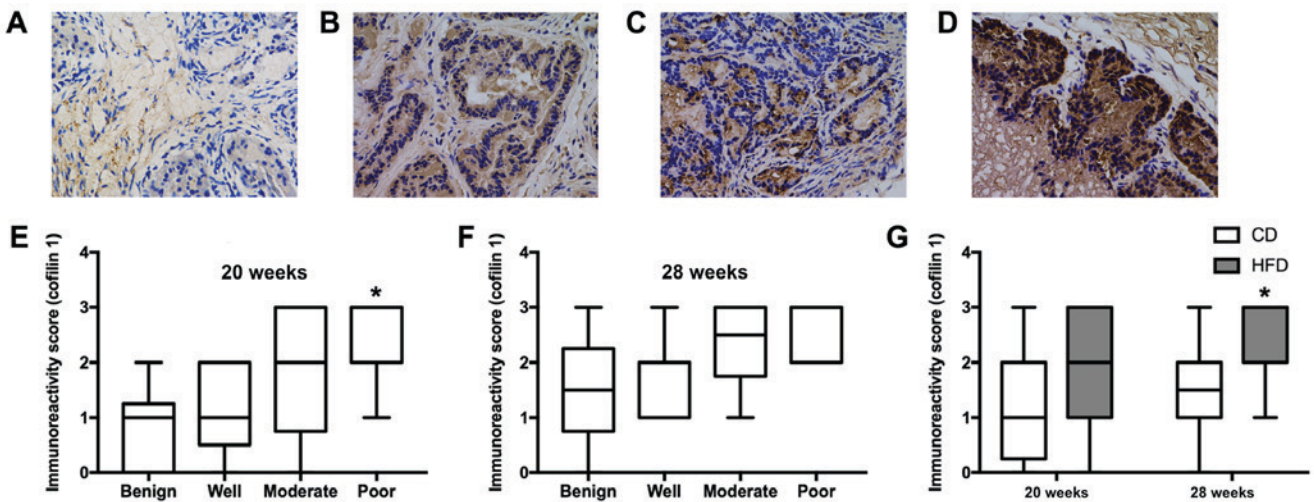 A
B
C
D
E
Immunoreactivity score (cofilin 1)
4
3
2
1
0
20 weeks
*
Benign
Well
Moderate
Poor
F
Immunoreactivity score (cofilin 1)
4
3
2
1
0
28 weeks
Benign
Well
Moderate
Poor
G
Immunoreactivity score (cofilin 1)
4
3
2
1
0
CD
HFD
*
20 weeks
28 weeks